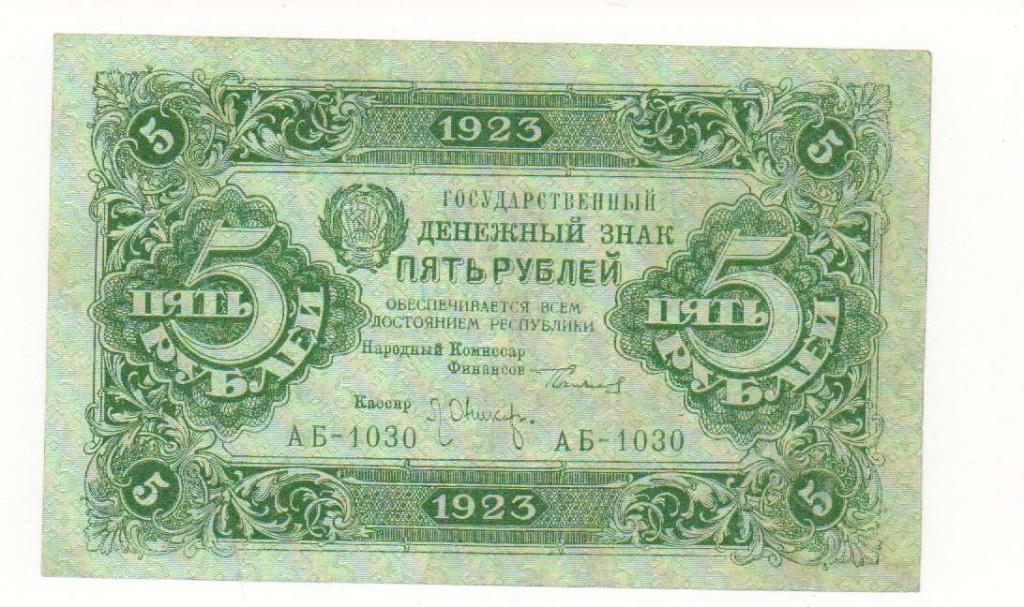 5
1923
5
ГОСУДАРСТВЕННЫЙ
ДЕНЕЖНЫЙ ЗНАК
ПЯТЬ РУБЛЕЙ
ОБЕСПЕЧИВАЕТСЯ ВСЕМ
ДОСТОЯНИЕМ РЕСПУБЛИКИ
5
ПЯТЬ
РУБЛЕЙ
5
ПЯТЬ
РУБЛЕЙ
Народный Комиссар
Финансов
Кассир
АБ-1030
АБ-1030
5
1923
5